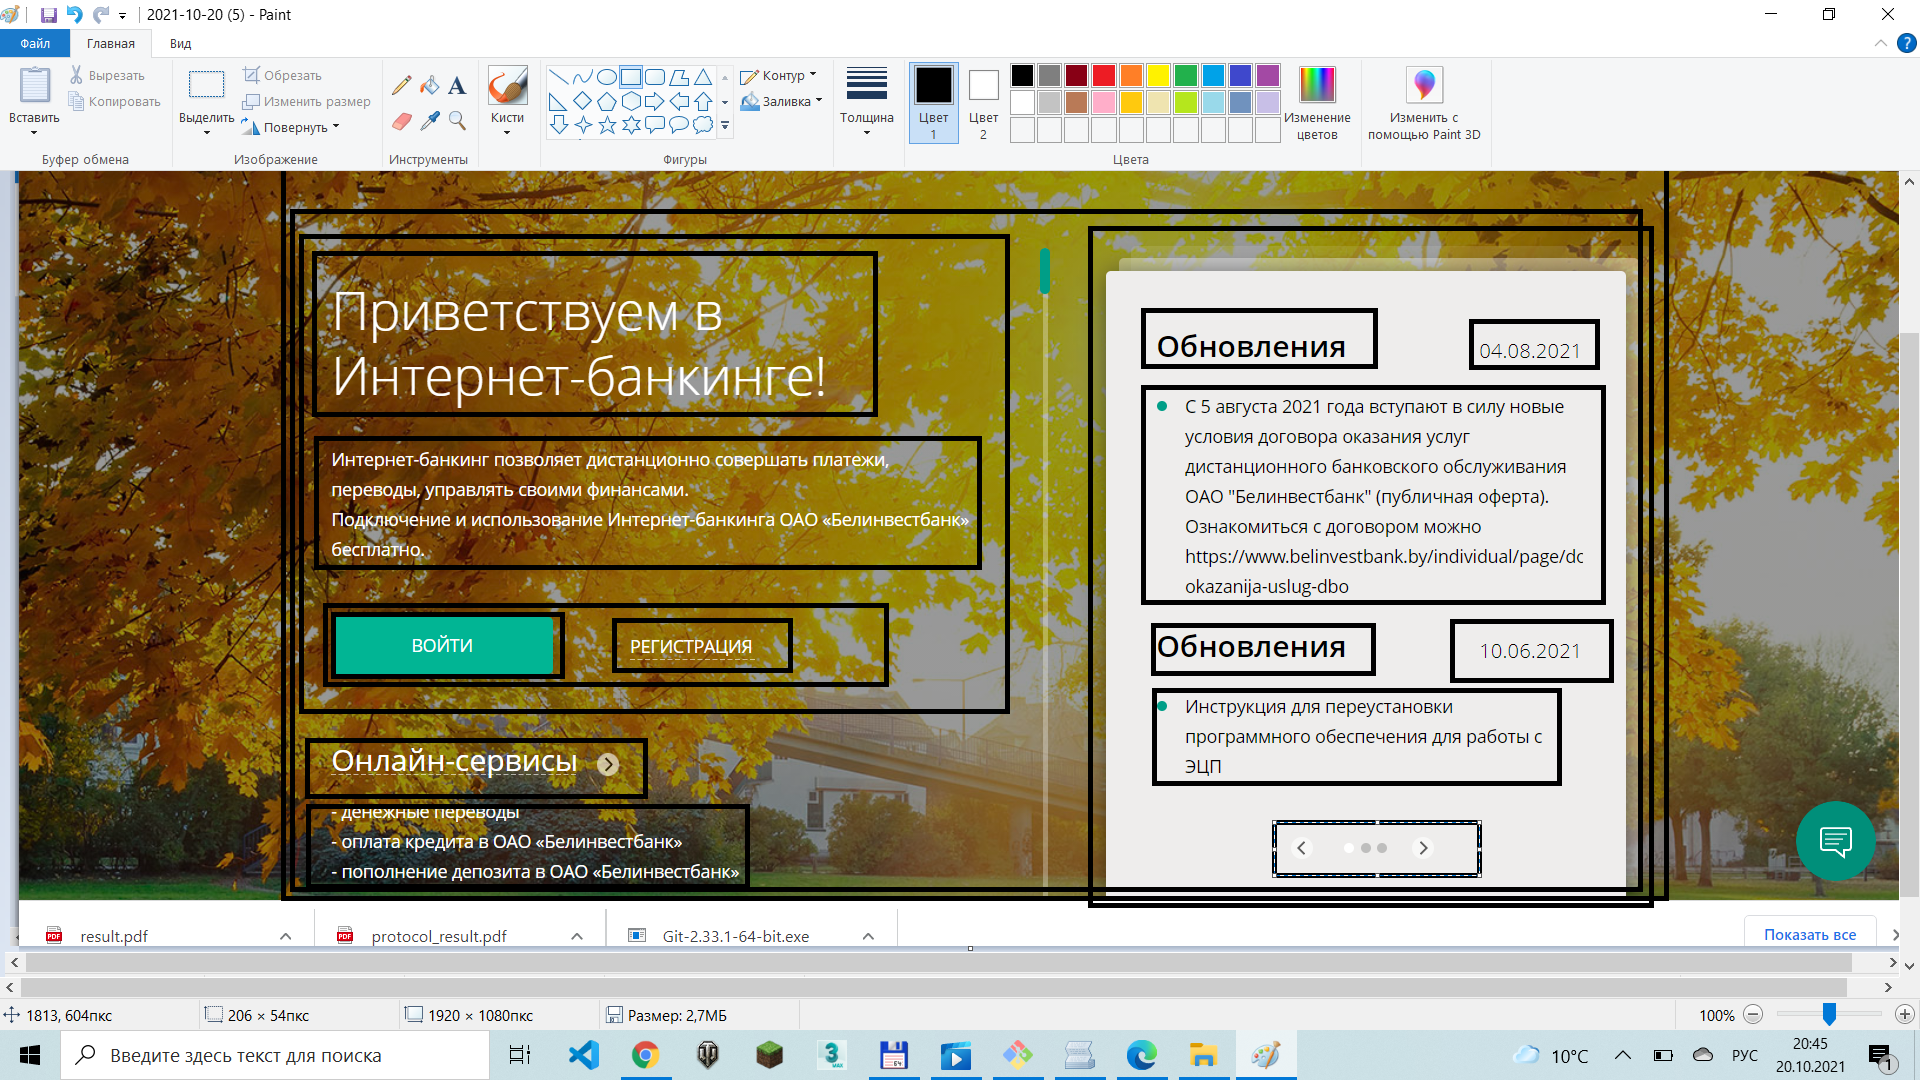 2021-10-20 (5) - Paint
Файл
Главная
Вид
Вставить
Вырезать
Копировать
Буфер обмена
Выделить
Обрезать
Изменить размер
Повернуть
Изображение
Инструменты
Кисти
Контур
Заливка
Фигуры
Толщина
Цвет
1
Цвет
2
Изменение
цветов
Цвета
Изменить с
помощью Paint 3D
Приветствуем в
Интернет-банкинге!
Интернет-банкинг позволяет дистанционно совершать платежи,
переводы, управлять своими финансами.
Подключение и использование Интернет-банкинга ОАО «Белинвестбанк»
бесплатно.
ВОЙТИ
РЕГИСТРАЦИЯ
Онлайн-сервисы
- денежные переводы
- оплата кредита в ОАО «Белинвестбанк»
- пополнение депозита в ОАО «Белинвестбанк»
Обновления
04.08.2021
С 5 августа 2021 года вступают в силу новые
условия договора оказания услуг
дистанционного банковского обслуживания
ОАО "Белинвестбанк" (публичная оферта).
Ознакомиться с договором можно
https://www.belinvestbank.by/individual/page/dc
okazanija-uslug-dbo
Обновления
10.06.2021
Инструкция для переустановки
программного обеспечения для работы с
ЭЦП
result.pdf
protocol_result.pdf
Git-2.33.1-64-bit.exe
Показать все
1813, 604пкс
206 × 54пкс
1920 × 1080пкс
Размер: 2,7МБ
100%
Введите здесь текст для поиска
10°C
РУС
20:45
20.10.2021
1